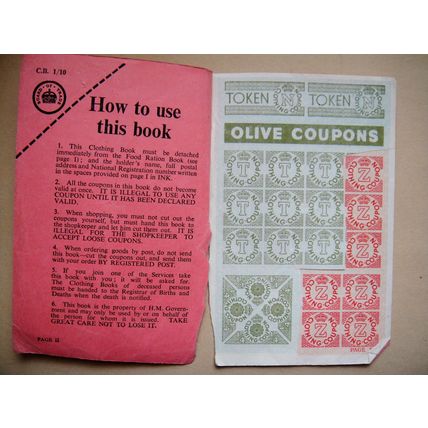 C.B. 1/10
BOARD OF TRADE
How to use
this book
1. This Clothing Book must be detached
immediately from the Food Ration Book (see
page 1); and the holder's name, full postal
address and National Registration number written
in the spaces provided on page 1 in INK.
2. All the coupons in this book do not become
valid at once. IT IS ILLEGAL TO USE ANY
COUPON UNTIL IT HAS BEEN DECLARED
VALID.
3. When shopping, you must not cut out the
coupons yourself, but must hand this book to
the shopkeeper and let him cut them out. IT IS
ILLEGAL FOR THE SHOPKEEPER TO
ACCEPT LOOSE COUPONS.
4. When ordering goods by post, do not send
this book—cut the coupons out, and send them
with your order BY REGISTERED POST.
5. If you join one of the Services take
this book with you; it will be asked for.
The Clothing Books of deceased persons
must be handed to the Registrar of Births and
Deaths when the death is notified.
6. This book is the property of H.M. Govern-
ment and may only be used by or on behalf of
the person for whom it is issued. TAKE
GREAT CARE NOT TO LOSE IT.
PAGE II
TOKEN N TOKEN N
OLIVE COUPONS
T T T Z
T T T Z
T T T Z
Z Z
Z Z
PAGE